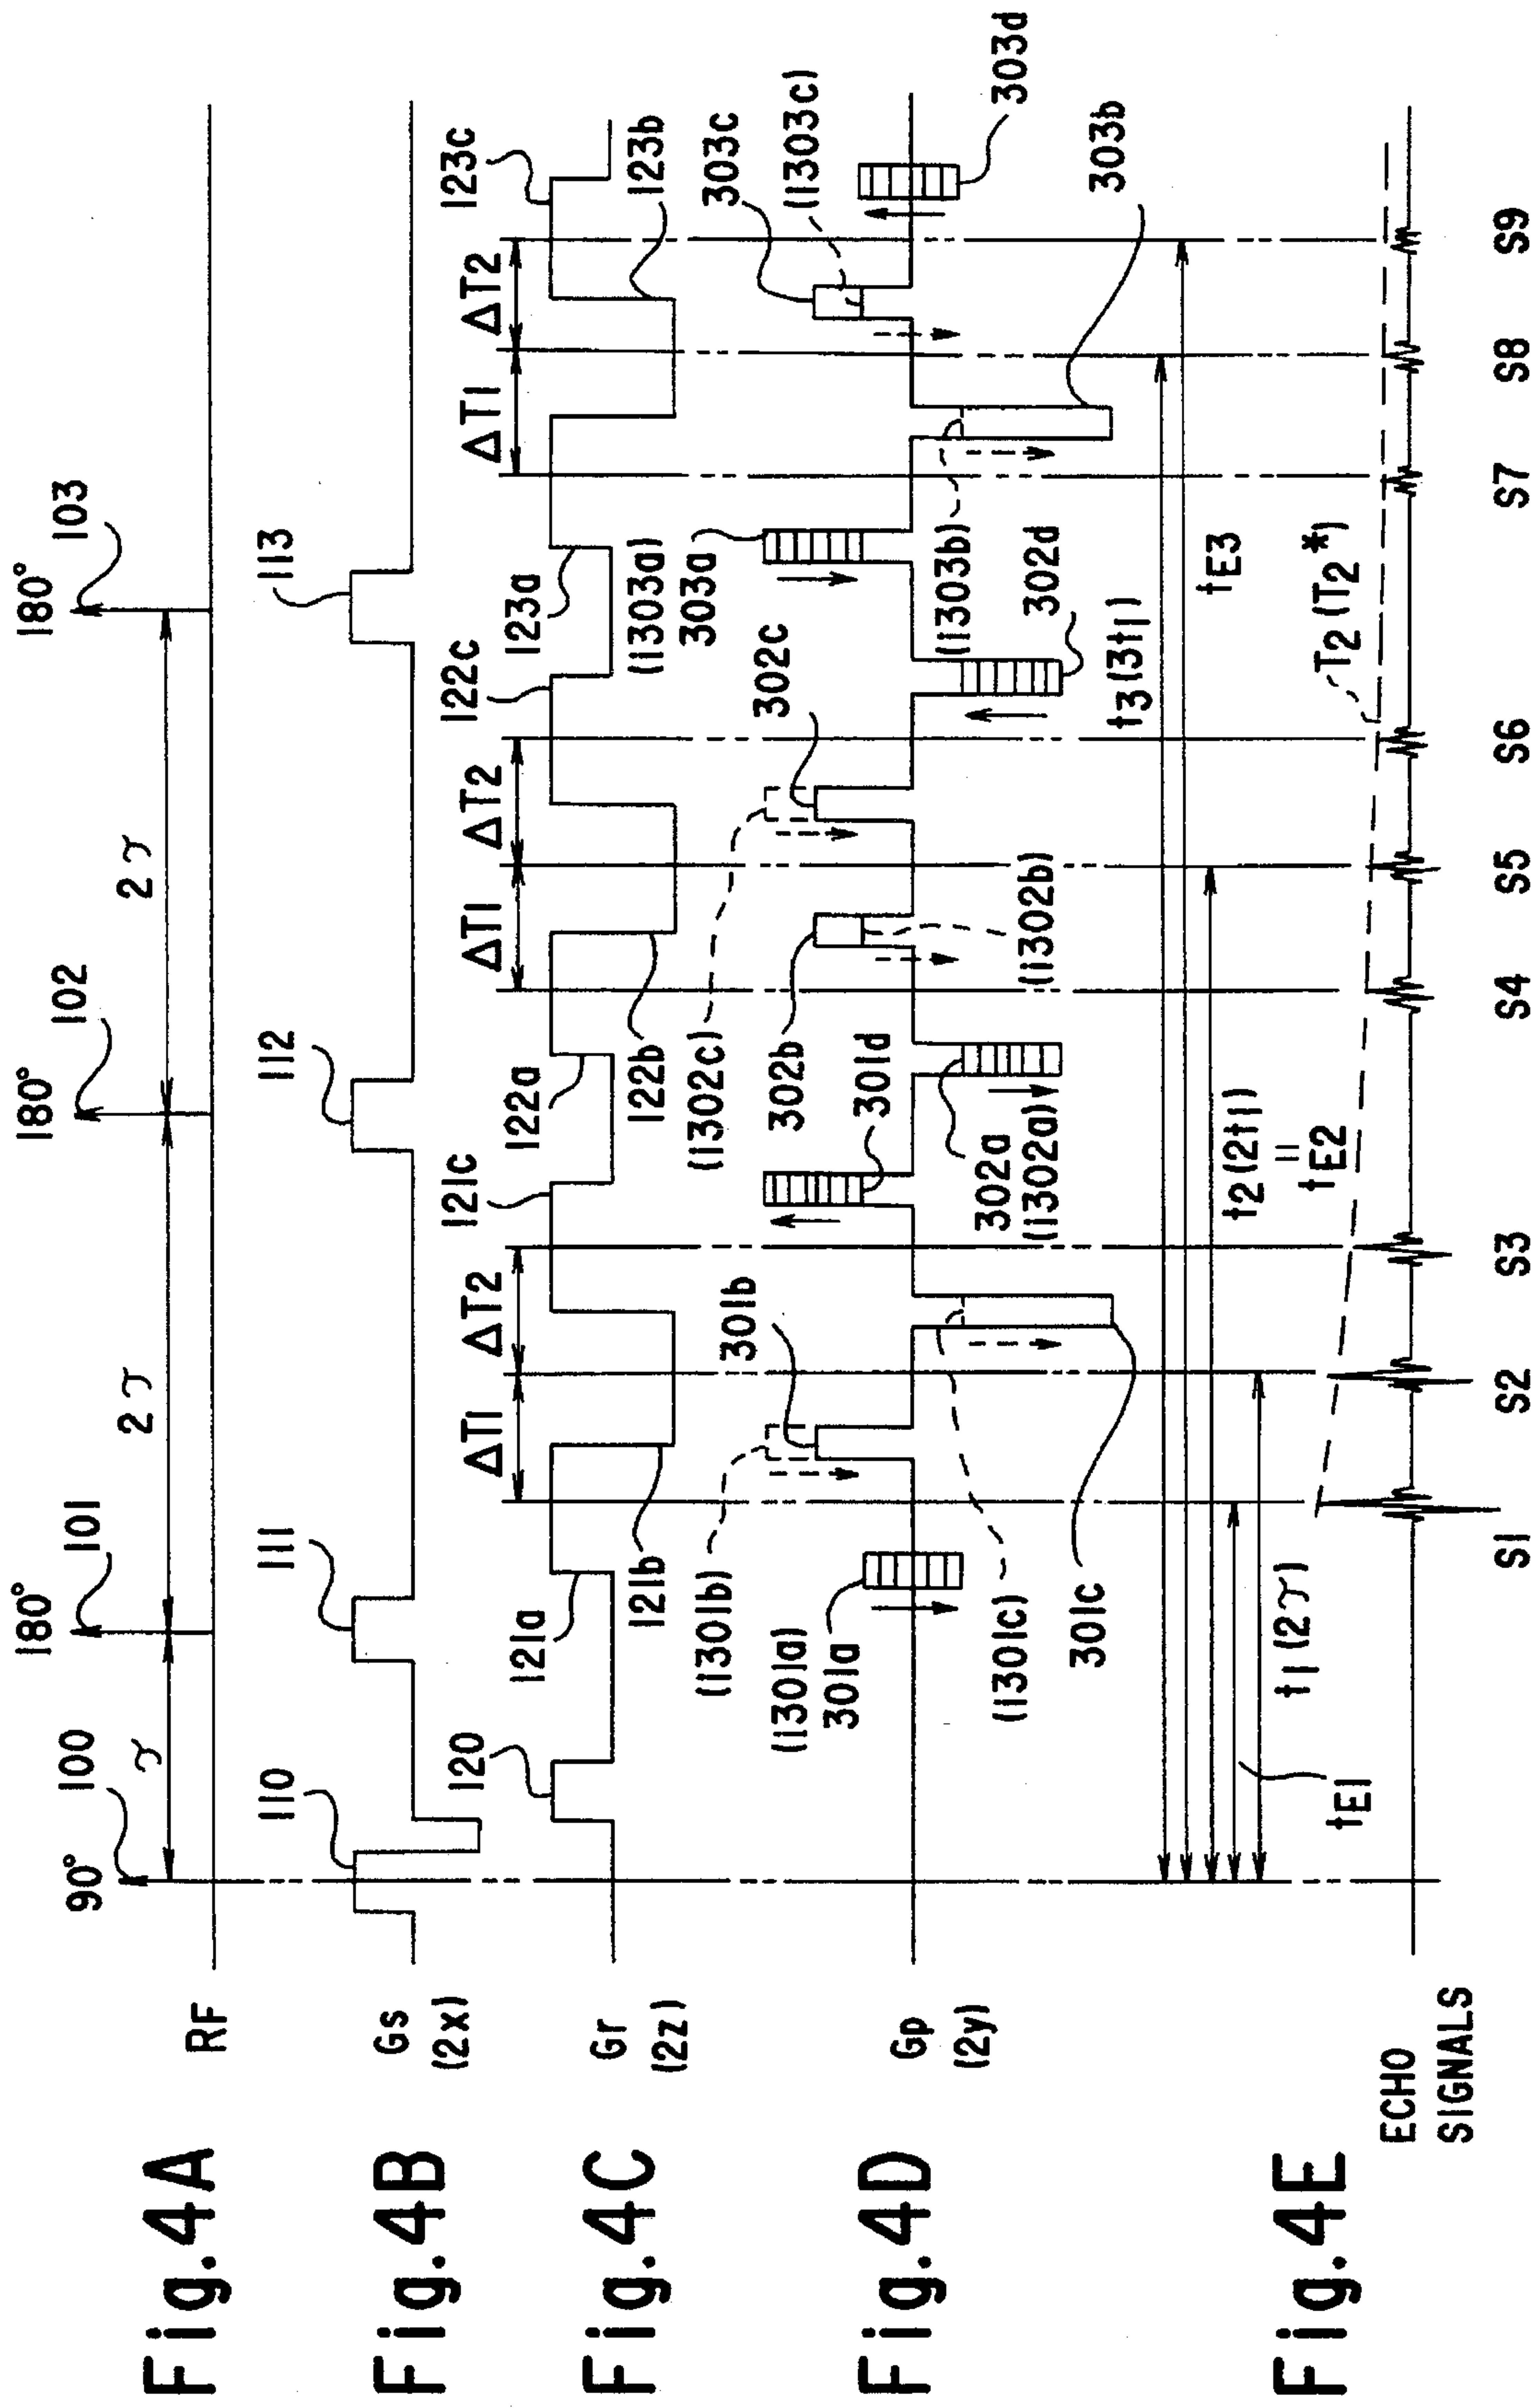 Fig.4A
RF
90°
100
τ
180°
101
2τ
180°
102
2τ
180°
103
Fig.4B
Gs
(2x)
110
111
112
113
Fig.4C
Gr
(2z)
120
121a
121b
ΔT1
ΔT2
121c
122a
122b
ΔT1
ΔT2
122c
123a
ΔT1
ΔT2
123b
123c
Fig.4D
Gp
(2y)
(1301a)
301a
(1301b)
301b
(1301c)
301c
301d
302a
(1302a)
302b
(1302b)
(1302c)
302c
302d
(1303a)
303a
(1303b)
303b
303c
(1303c)
303d
Fig.4E
tE1
t1(2τ)
t2(2t1)
=
tE2
t3(3t1)
tE3
T2(T2*)
ECHO
SIGNALS
S1
S2
S3
S4
S5
S6
S7
S8
S9